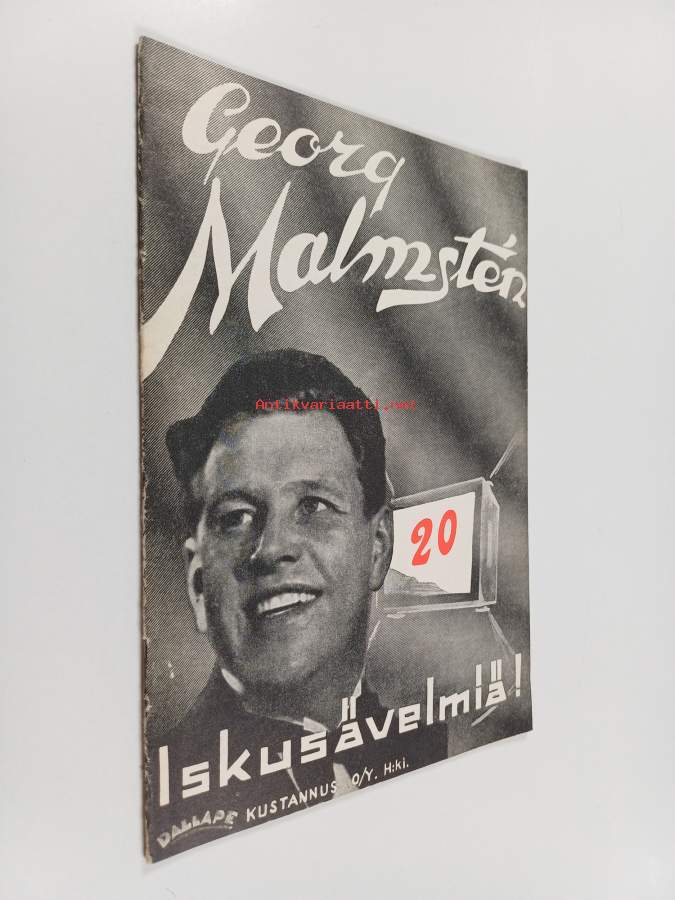 Georg
Malmstén
Antikvariaatti.net
20
Iskusävelmiä!
DALLAPE KUSTANNUS O/Y. H:ki.